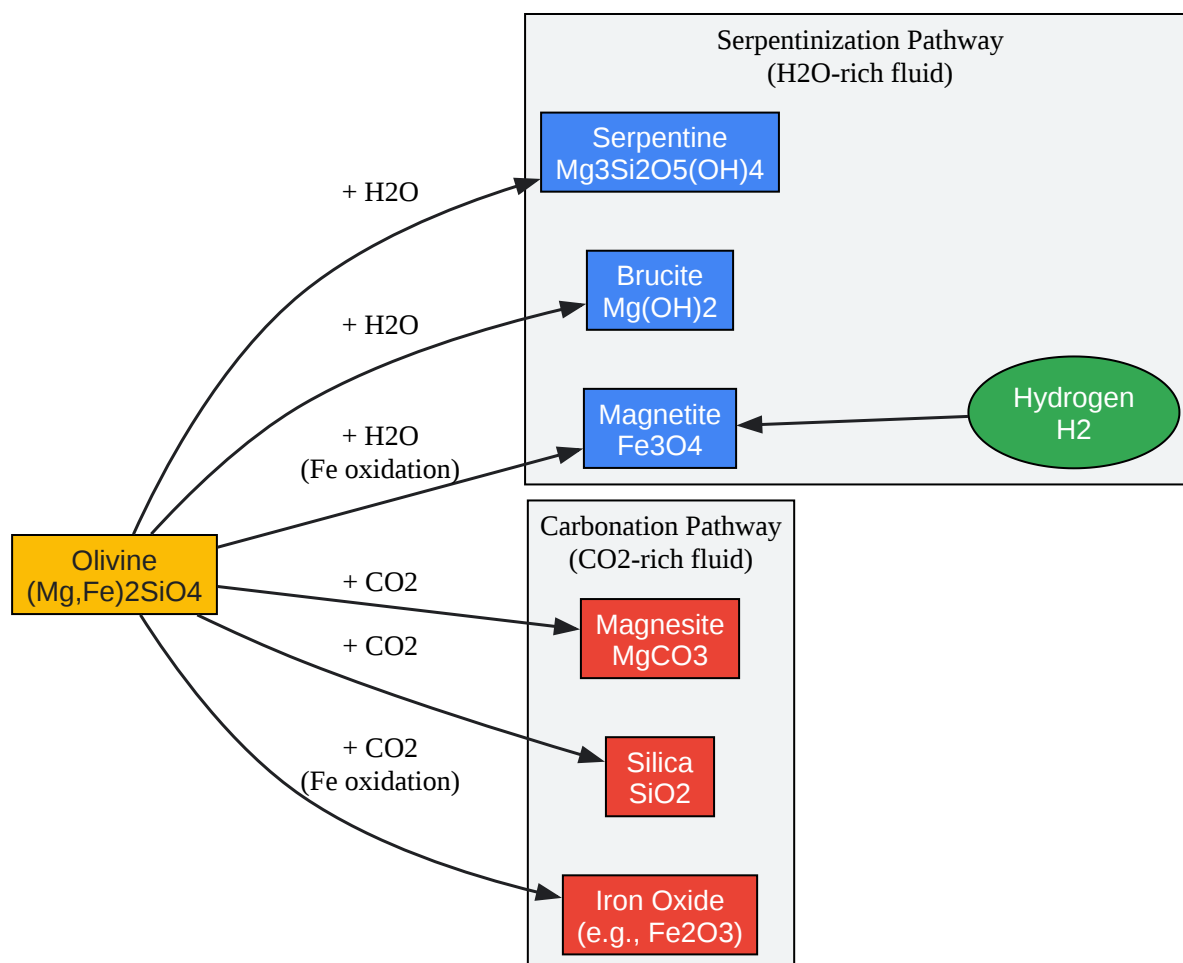 Serpentinization Pathway
(H2O-rich fluid)
Serpentine
Mg3Si2O5(OH)4
+ H2O
Brucite
Mg(OH)2
+ H2O
Magnetite
Fe3O4
Hydrogen
H2
+ H2O
(Fe oxidation)
Carbonation Pathway
(CO2-rich fluid)
Olivine
(Mg,Fe)2SiO4
+ CO2
Magnesite
MgCO3
+ CO2
Silica
SiO2
+ CO2
(Fe oxidation)
Iron Oxide
(e.g., Fe2O3)